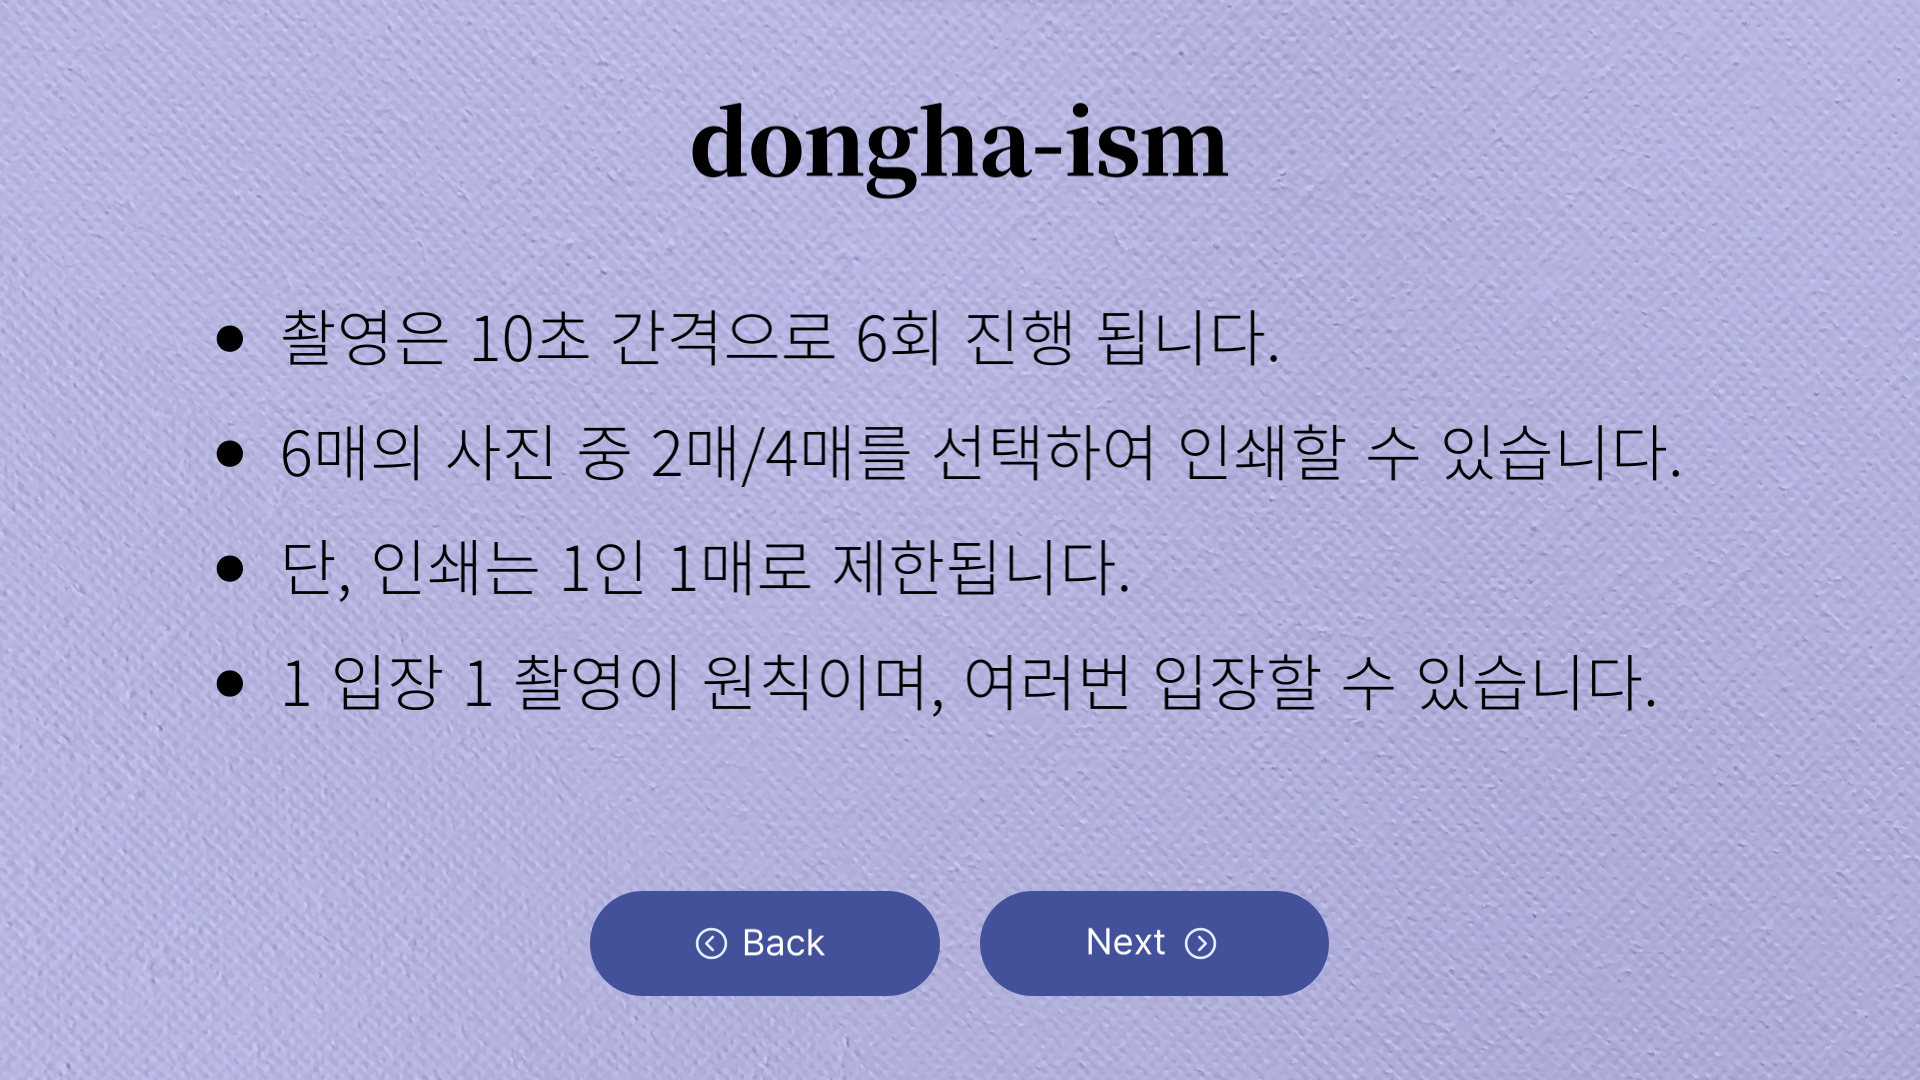 dongha-ism
● 촬영은 10초 간격으로 6회 진행 됩니다.
● 6매의 사진 중 2매/4매를 선택하여 인쇄할 수 있습니다.
● 단, 인쇄는 1인 1매로 제한됩니다.
● 1 입장 1 촬영이 원칙이며, 여러번 입장할 수 있습니다.
Back
Next